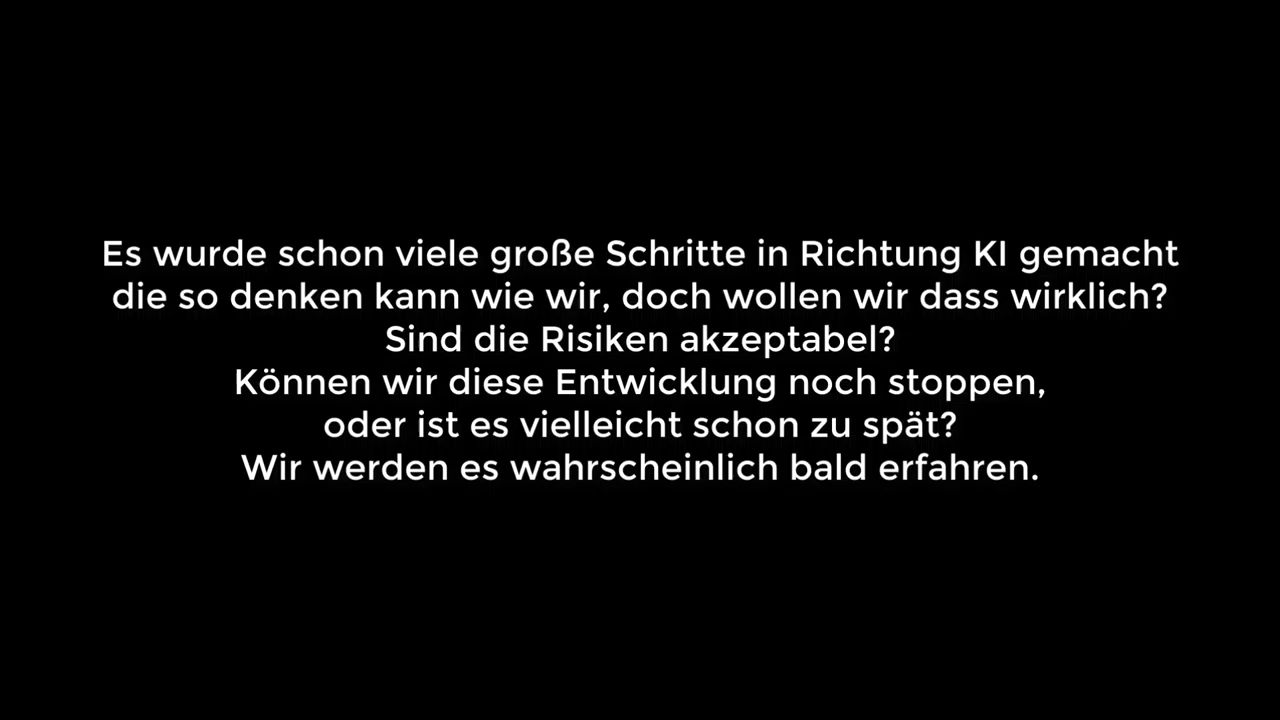 Es wurde schon viele große Schritte in Richtung KI gemacht
die so denken kann wie wir, doch wollen wir dass wirklich?
Sind die Risiken akzeptabel?
Können wir diese Entwicklung noch stoppen,
oder ist es vielleicht schon zu spät?
Wir werden es wahrscheinlich bald erfahren.